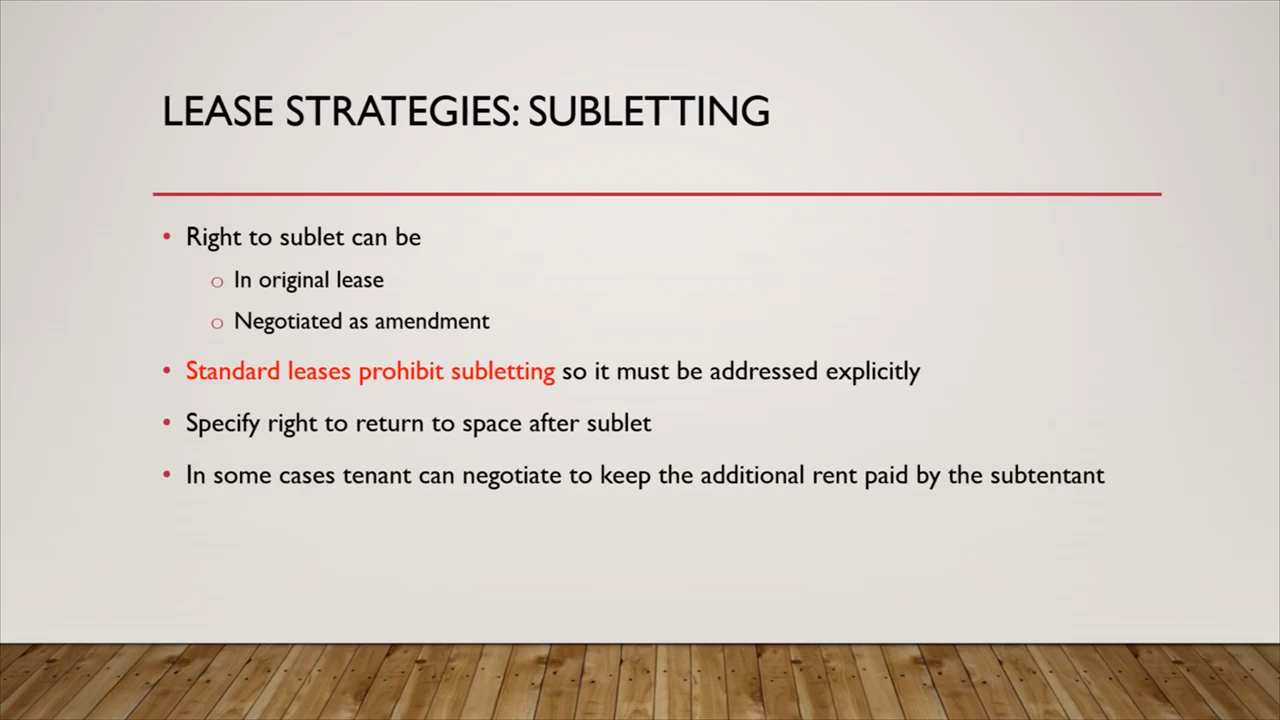 LEASE STRATEGIES: SUBLETTING
• Right to sublet can be
o In original lease
o Negotiated as amendment
• Standard leases prohibit subletting so it must be addressed explicitly
• Specify right to return to space after sublet
• In some cases tenant can negotiate to keep the additional rent paid by the subtentant